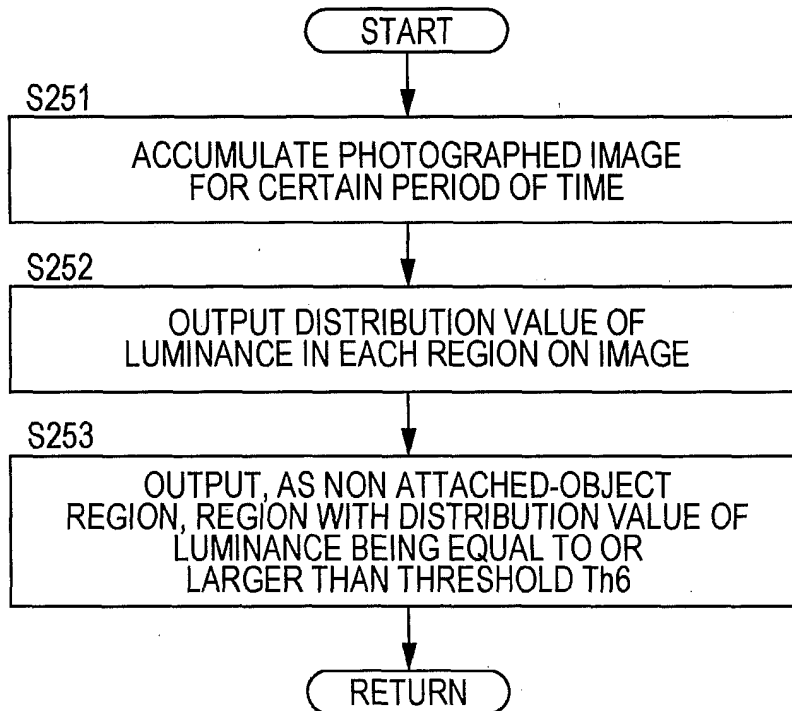 START
S251
ACCUMULATE PHOTOGRAPHED IMAGE
FOR CERTAIN PERIOD OF TIME
S252
OUTPUT DISTRIBUTION VALUE OF
LUMINANCE IN EACH REGION ON IMAGE
S253
OUTPUT, AS NON ATTACHED-OBJECT
REGION, REGION WITH DISTRIBUTION VALUE OF
LUMINANCE BEING EQUAL TO OR
LARGER THAN THRESHOLD Th6
RETURN